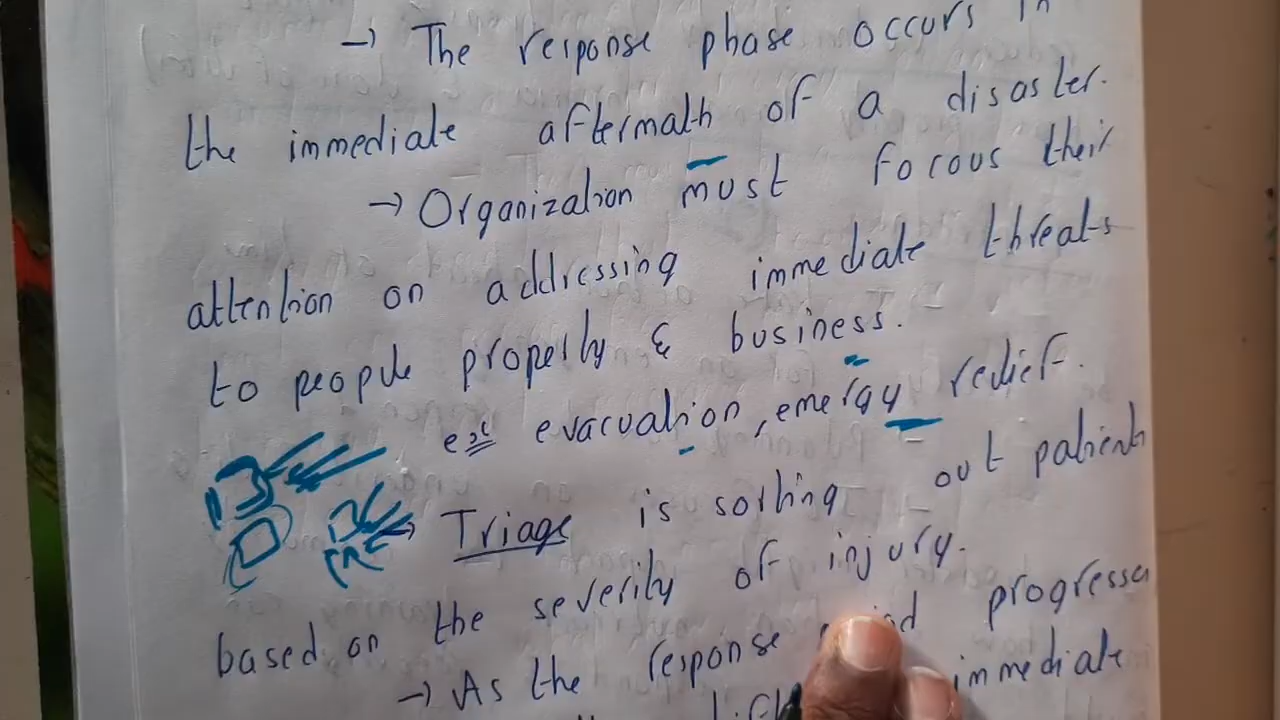 → The response phase occurs in
the immediate aftermath of a disaster.
→ Organization must focous their
attention on addressing immediate threats
to people property & business.
ex: evacuation, emergy relief.
→ Triage is sorting out patients
based on the severity of injury.
→ As the response progresses
immediate